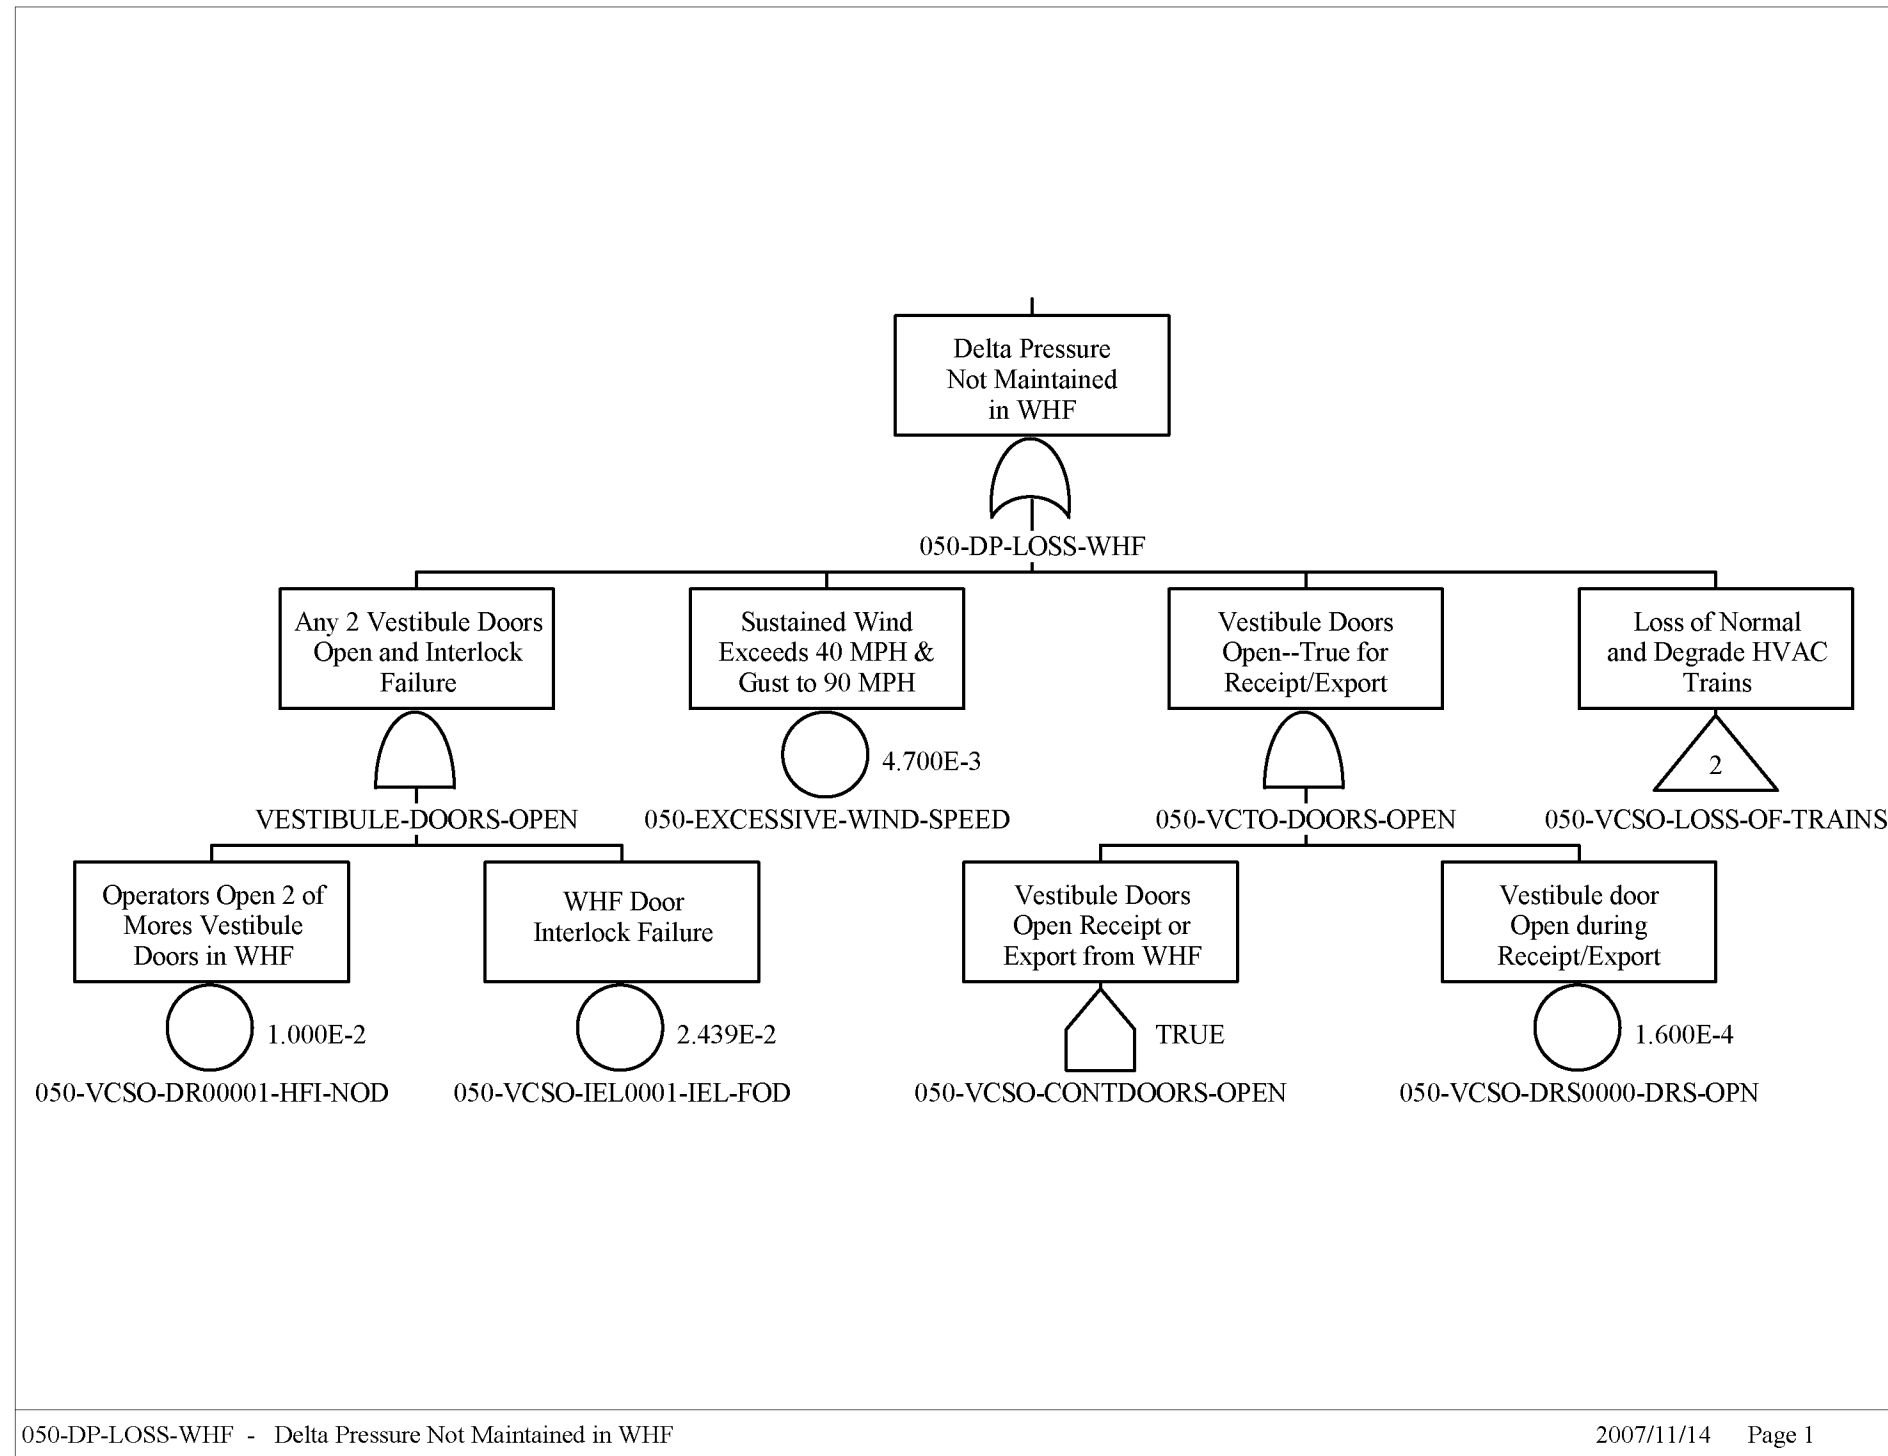 Delta Pressure
Not Maintained
in WHF
050-DP-LOSS-WHF
Any 2 Vestibule Doors
Open and Interlock
Failure
VESTIBULE-DOORS-OPEN
Sustained Wind
Exceeds 40 MPH &
Gust to 90 MPH
4.700E-3
050-EXCESSIVE-WIND-SPEED
Vestibule Doors
Open--True for
Receipt/Export
050-VCTO-DOORS-OPEN
Loss of Normal
and Degrade HVAC
Trains
2
050-VCSO-LOSS-OF-TRAINS
Operators Open 2 of
Mores Vestibule
Doors in WHF
1.000E-2
050-VCSO-DR00001-HFI-NOD
WHF Door
Interlock Failure
2.439E-2
050-VCSO-IEL0001-IEL-FOD
Vestibule Doors
Open Receipt or
Export from WHF
TRUE
050-VCSO-CONTDOORS-OPEN
Vestibule door
Open during
Receipt/Export
1.600E-4
050-VCSO-DRS0000-DRS-OPN
050-DP-LOSS-WHF - Delta Pressure Not Maintained in WHF
2007/11/14 Page 1